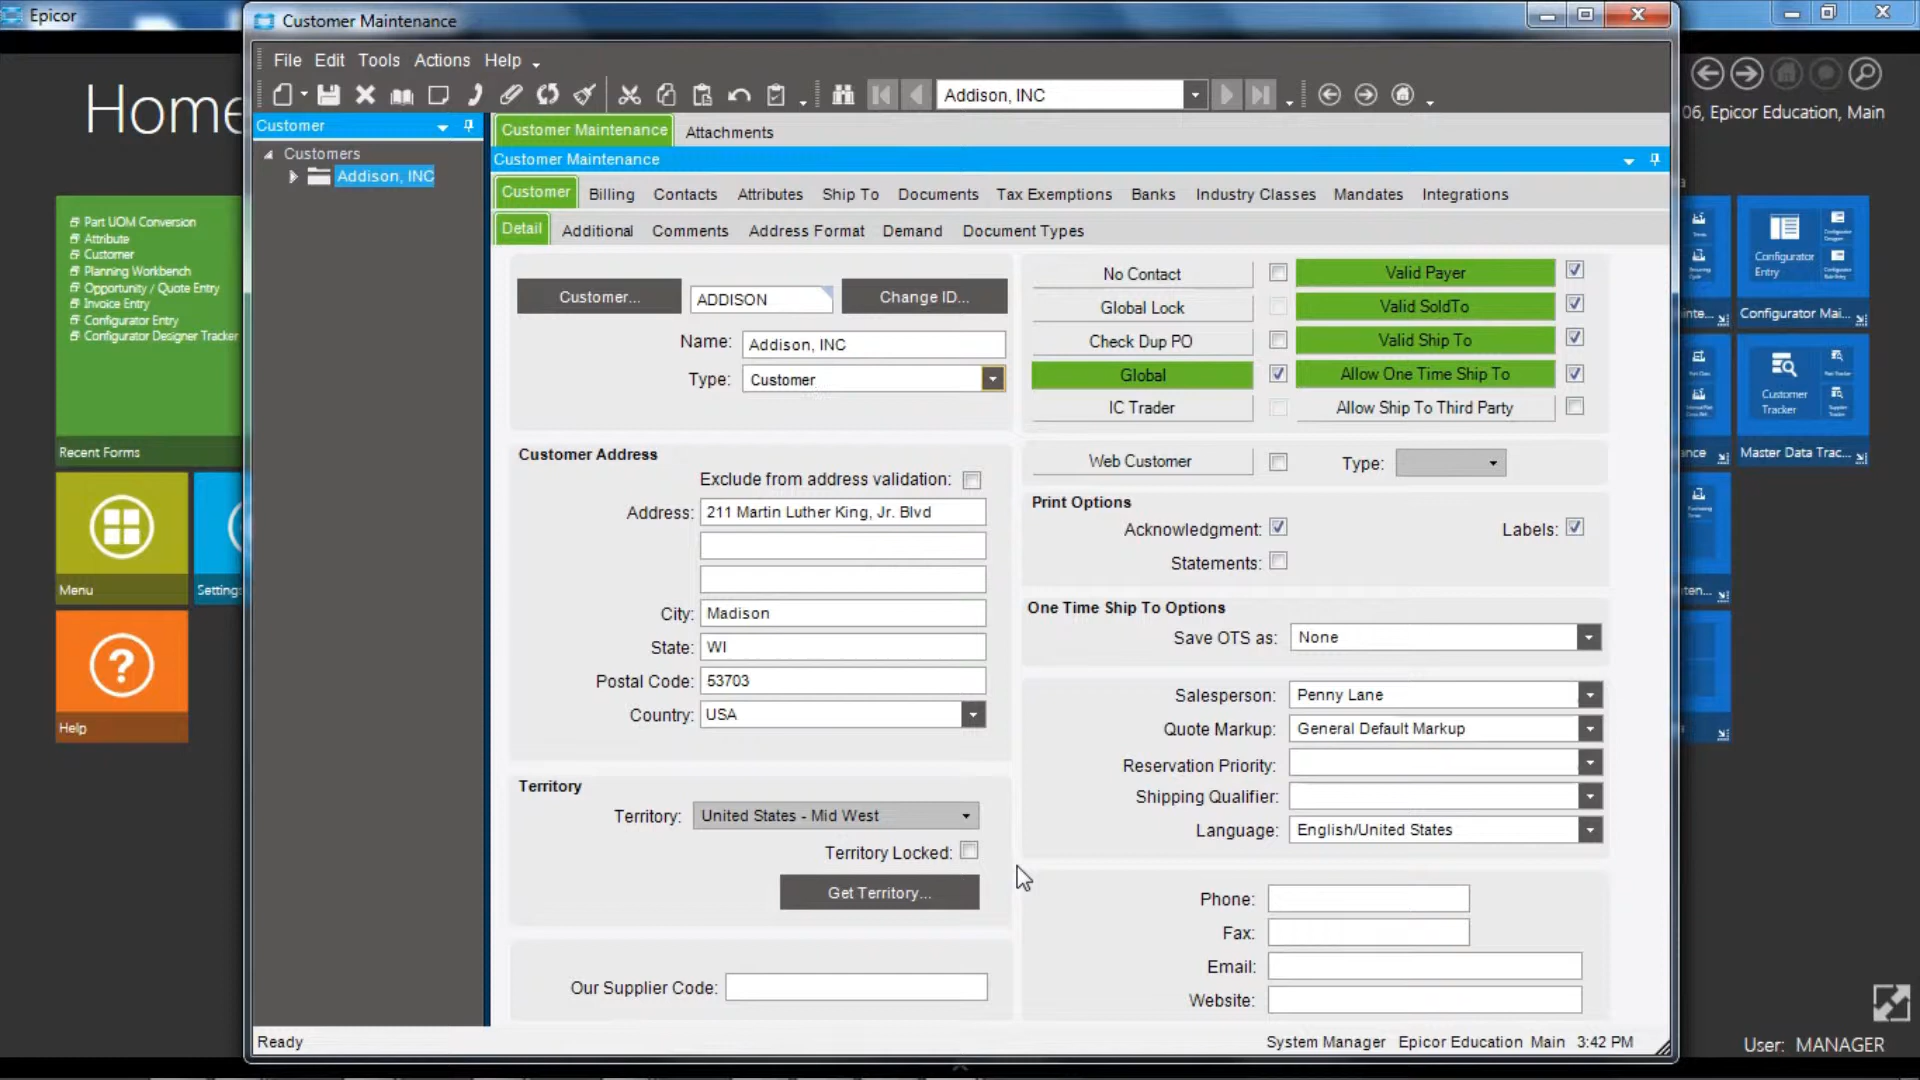 Epicor
Customer Maintenance
Home
06, Epicor Education, Main
File Edit Tools Actions Help
Addison, INC
Customer
Customers
Addison, INC
Customer Maintenance Attachments
Customer Maintenance
Customer Billing Contacts Attributes Ship To Documents Tax Exemptions Banks Industry Classes Mandates Integrations
Detail Additional Comments Address Format Demand Document Types
Customer... ADDISON Change ID...
Name: Addison, INC
Type: Customer
Customer Address
Exclude from address validation:
Address: 211 Martin Luther King, Jr. Blvd
City: Madison
State: WI
Postal Code: 53703
Country: USA
Territory
Territory: United States - Mid West
Territory Locked:
Get Territory...
Our Supplier Code:
No Contact Valid Payer
Global Lock Valid SoldTo
Check Dup PO Valid Ship To
Global Allow One Time Ship To
IC Trader Allow Ship To Third Party
Web Customer Type:
Print Options
Acknowledgment: Labels:
Statements:
One Time Ship To Options
Save OTS as: None
Salesperson: Penny Lane
Quote Markup: General Default Markup
Reservation Priority:
Shipping Qualifier:
Language: English/United States
Phone:
Fax:
Email:
Website:
Part UOM Conversion
Attribute
Customer
Planning Workbench
Opportunity / Quote Entry
Invoice Entry
Configurator Entry
Configurator Designer Tracker
Recent Forms
Menu
Settings
Help
Configurator Entry
Configurator Mai...
Customer Tracker
Master Data Trac...
Ready
System Manager Epicor Education Main 3:42 PM
User: MANAGER